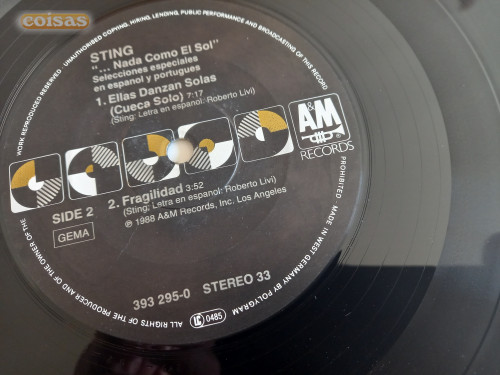 coisas
STING
"... Nada Como El Sol"
Selecciones especiales
en espanol y portugues
1. Ellas Danzan Solas
(Cueca Solo) 7:17
(Sting: Letra en espanol: Roberto Livi)
A&M
RECORDS
SIDE 2
GEMA
2. Fragilidad 3:52
(Sting: Letra en espanol: Roberto Livi)
℗ 1988 A&M Records, Inc. Los Angeles
393 295-0 STEREO 33
LC 0485
ALL RIGHTS OF THE PRODUCER AND OF THE OWNER OF THE WORK REPRODUCED RESERVED · UNAUTHORISED COPYING, HIRING, LENDING, PUBLIC PERFORMANCE AND BROADCASTING OF THIS RECORD PROHIBITED · MADE IN WEST GERMANY BY POLYGRAM